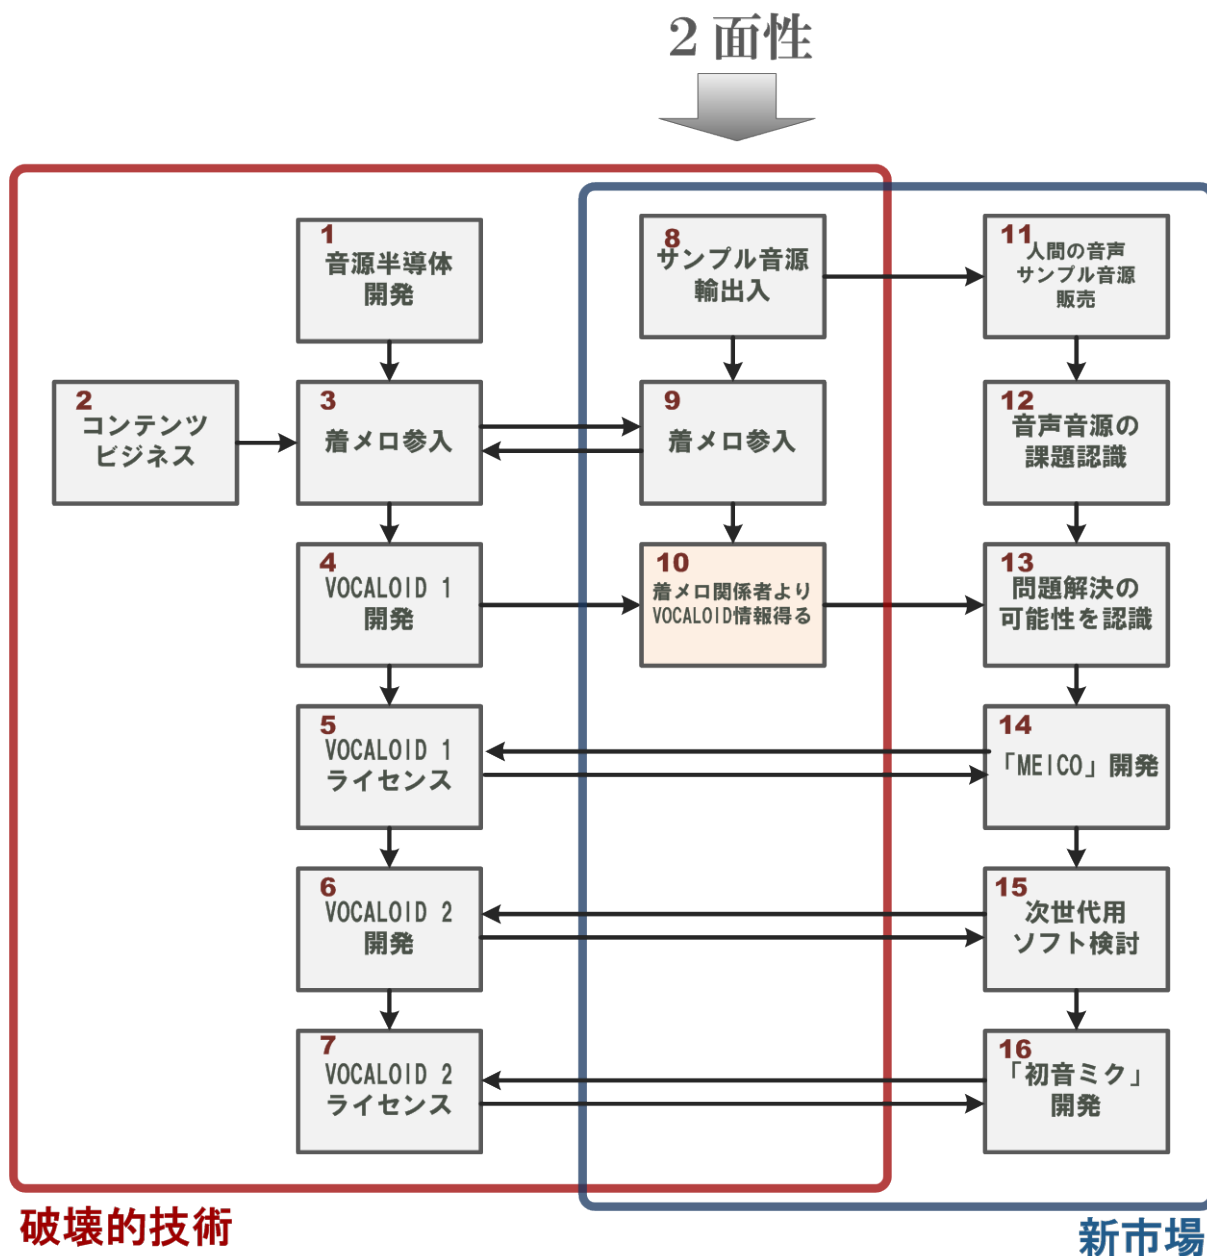 ２面性
1
音源半導体
開発
2
コンテンツ
ビジネス
3
着メロ参入
4
VOCALOID 1
開発
5
VOCALOID 1
ライセンス
6
VOCALOID 2
開発
7
VOCALOID 2
ライセンス
8
サンプル音源
輸出入
9
着メロ参入
10
着メロ関係者より
VOCALOID情報得る
11
人間の音声
サンプル音源
販売
12
音声音源の
課題認識
13
問題解決の
可能性を認識
14
「MEICO」開発
15
次世代用
ソフト検討
16
「初音ミク」
開発
破壊的技術
新市場